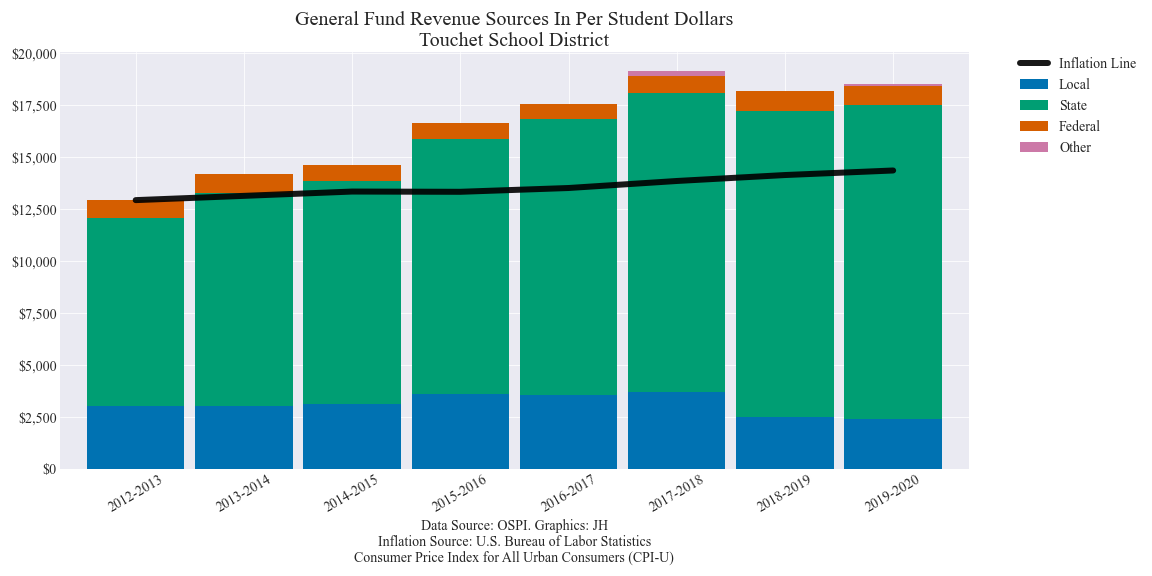 General Fund Revenue Sources In Per Student Dollars
Touchet School District
$20,000
$17,500
$15,000
$12,500
$10,000
$7,500
$5,000
$2,500
$0
Inflation Line
Local
State
Federal
Other
2012-2013
2013-2014
2014-2015
2015-2016
2016-2017
2017-2018
2018-2019
2019-2020
Data Source: OSPI. Graphics: JH
Inflation Source: U.S. Bureau of Labor Statistics
Consumer Price Index for All Urban Consumers (CPI-U)